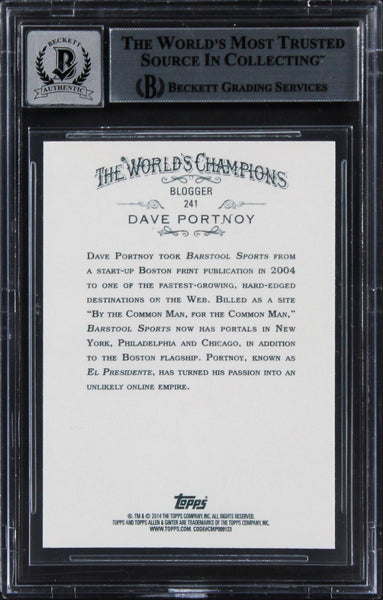 BECKETT
B
AUTHENTIC
THE WORLD'S MOST TRUSTED
SOURCE IN COLLECTING™
B BECKETT GRADING SERVICES
THE WORLD'S CHAMPIONS
BLOGGER
241
DAVE PORTNOY
DAVE PORTNOY TOOK BARSTOOL SPORTS FROM
A START-UP BOSTON PRINT PUBLICATION IN 2004
TO ONE OF THE FASTEST-GROWING, HARD-EDGED
DESTINATIONS ON THE WEB. BILLED AS A SITE
“BY THE COMMON MAN, FOR THE COMMON MAN,”
BARSTOOL SPORTS NOW HAS PORTALS IN NEW
YORK, PHILADELPHIA AND CHICAGO, IN ADDITION
TO THE BOSTON FLAGSHIP. PORTNOY, KNOWN AS
EL PRESIDENTE, HAS TURNED HIS PASSION INTO AN
UNLIKELY ONLINE EMPIRE.
Topps
®, TM & © 2014 THE TOPPS COMPANY, INC. ALL RIGHTS RESERVED.
TOPPS AND TOPPS ALLEN & GINTER ARE TRADEMARKS OF THE TOPPS COMPANY, INC.
WWW.TOPPS.COM. CODE#CMP009123